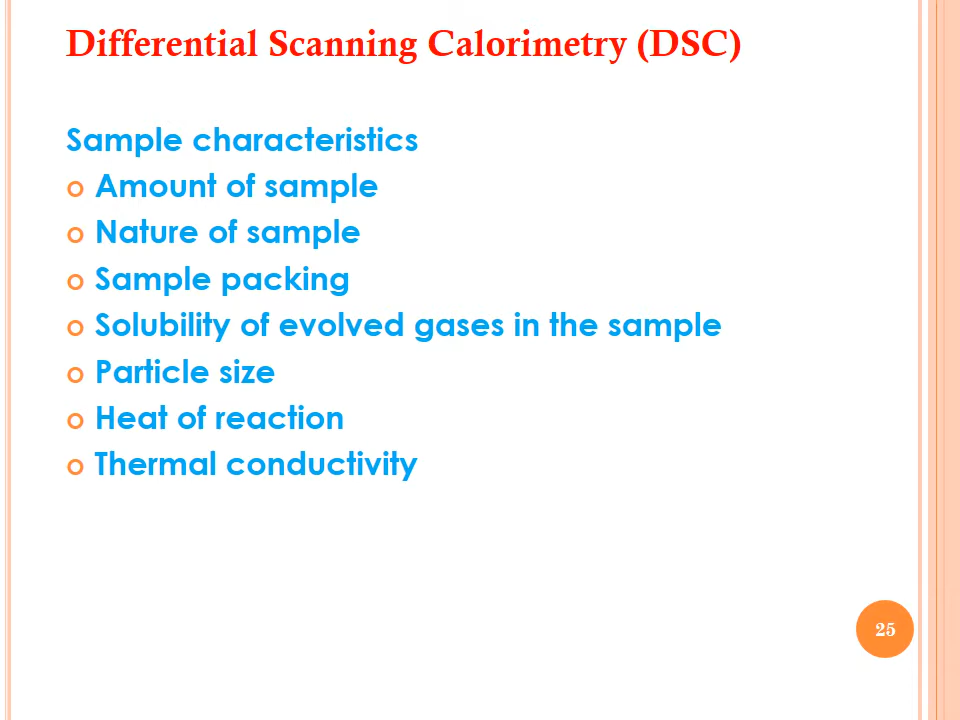 Differential Scanning Calorimetry (DSC)
Sample characteristics
Amount of sample
Nature of sample
Sample packing
Solubility of evolved gases in the sample
Particle size
Heat of reaction
Thermal conductivity
25